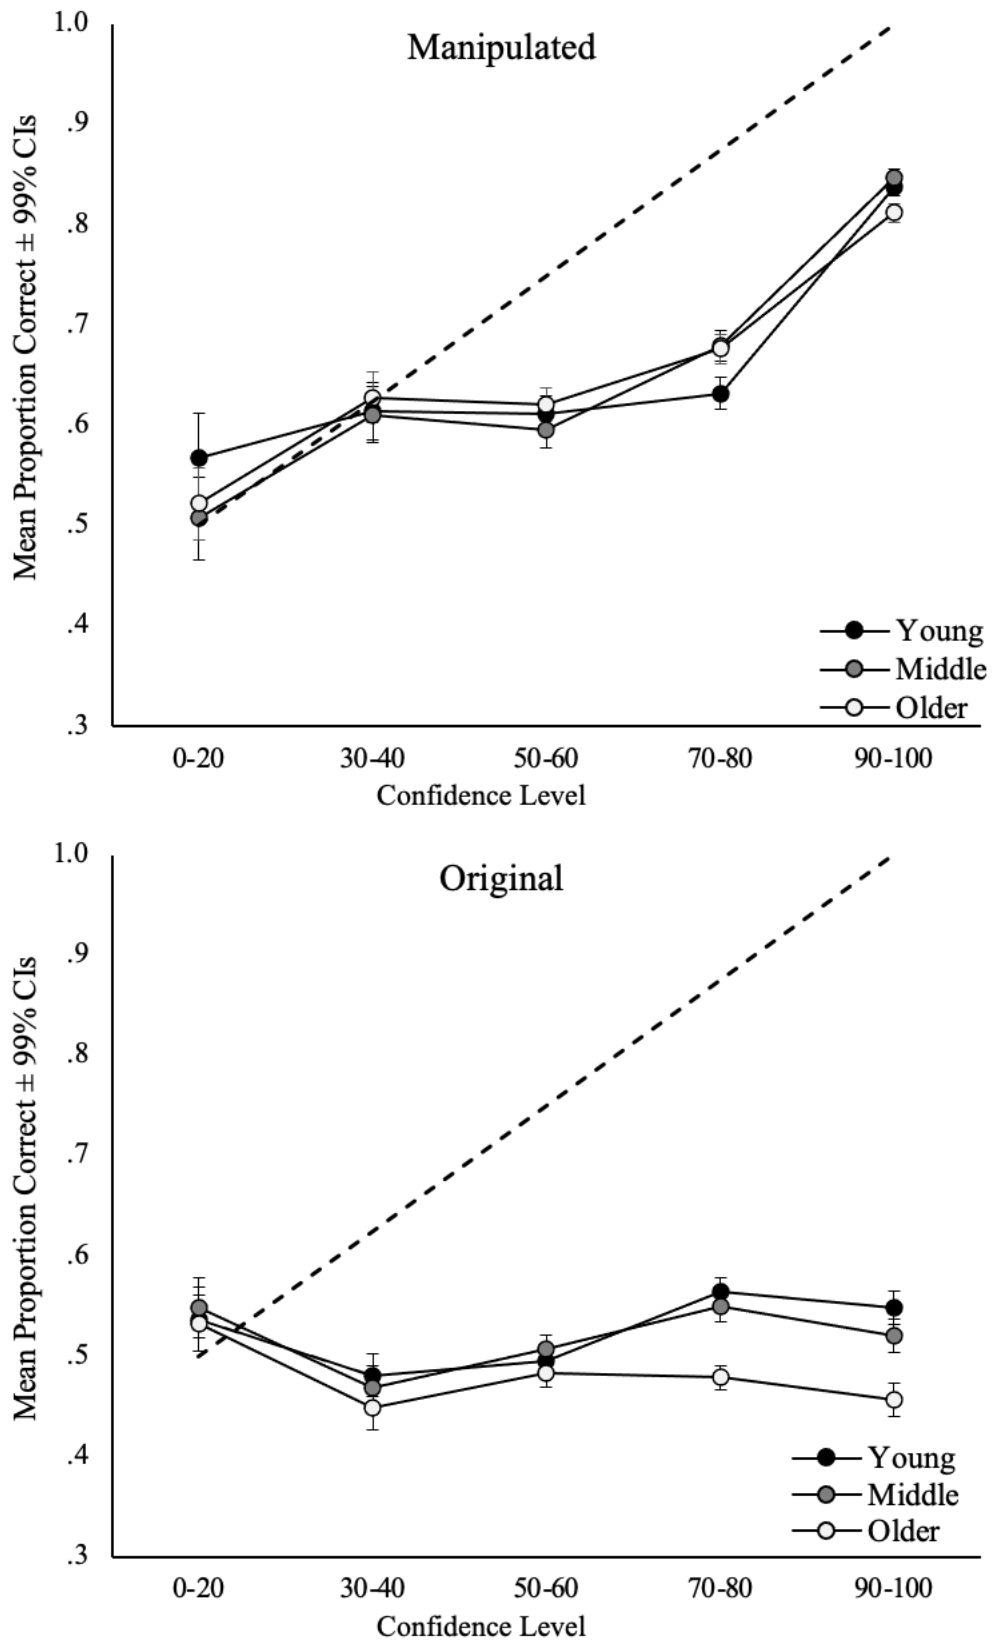 Manipulated
Mean Proportion Correct ± 99% CIs
1.0
.9
.8
.7
.6
.5
.4
.3
Young
Middle
Older
0-20 30-40 50-60 70-80 90-100
Confidence Level
Original
Mean Proportion Correct ± 99% CIs
1.0
.9
.8
.7
.6
.5
.4
.3
Young
Middle
Older
0-20 30-40 50-60 70-80 90-100
Confidence Level